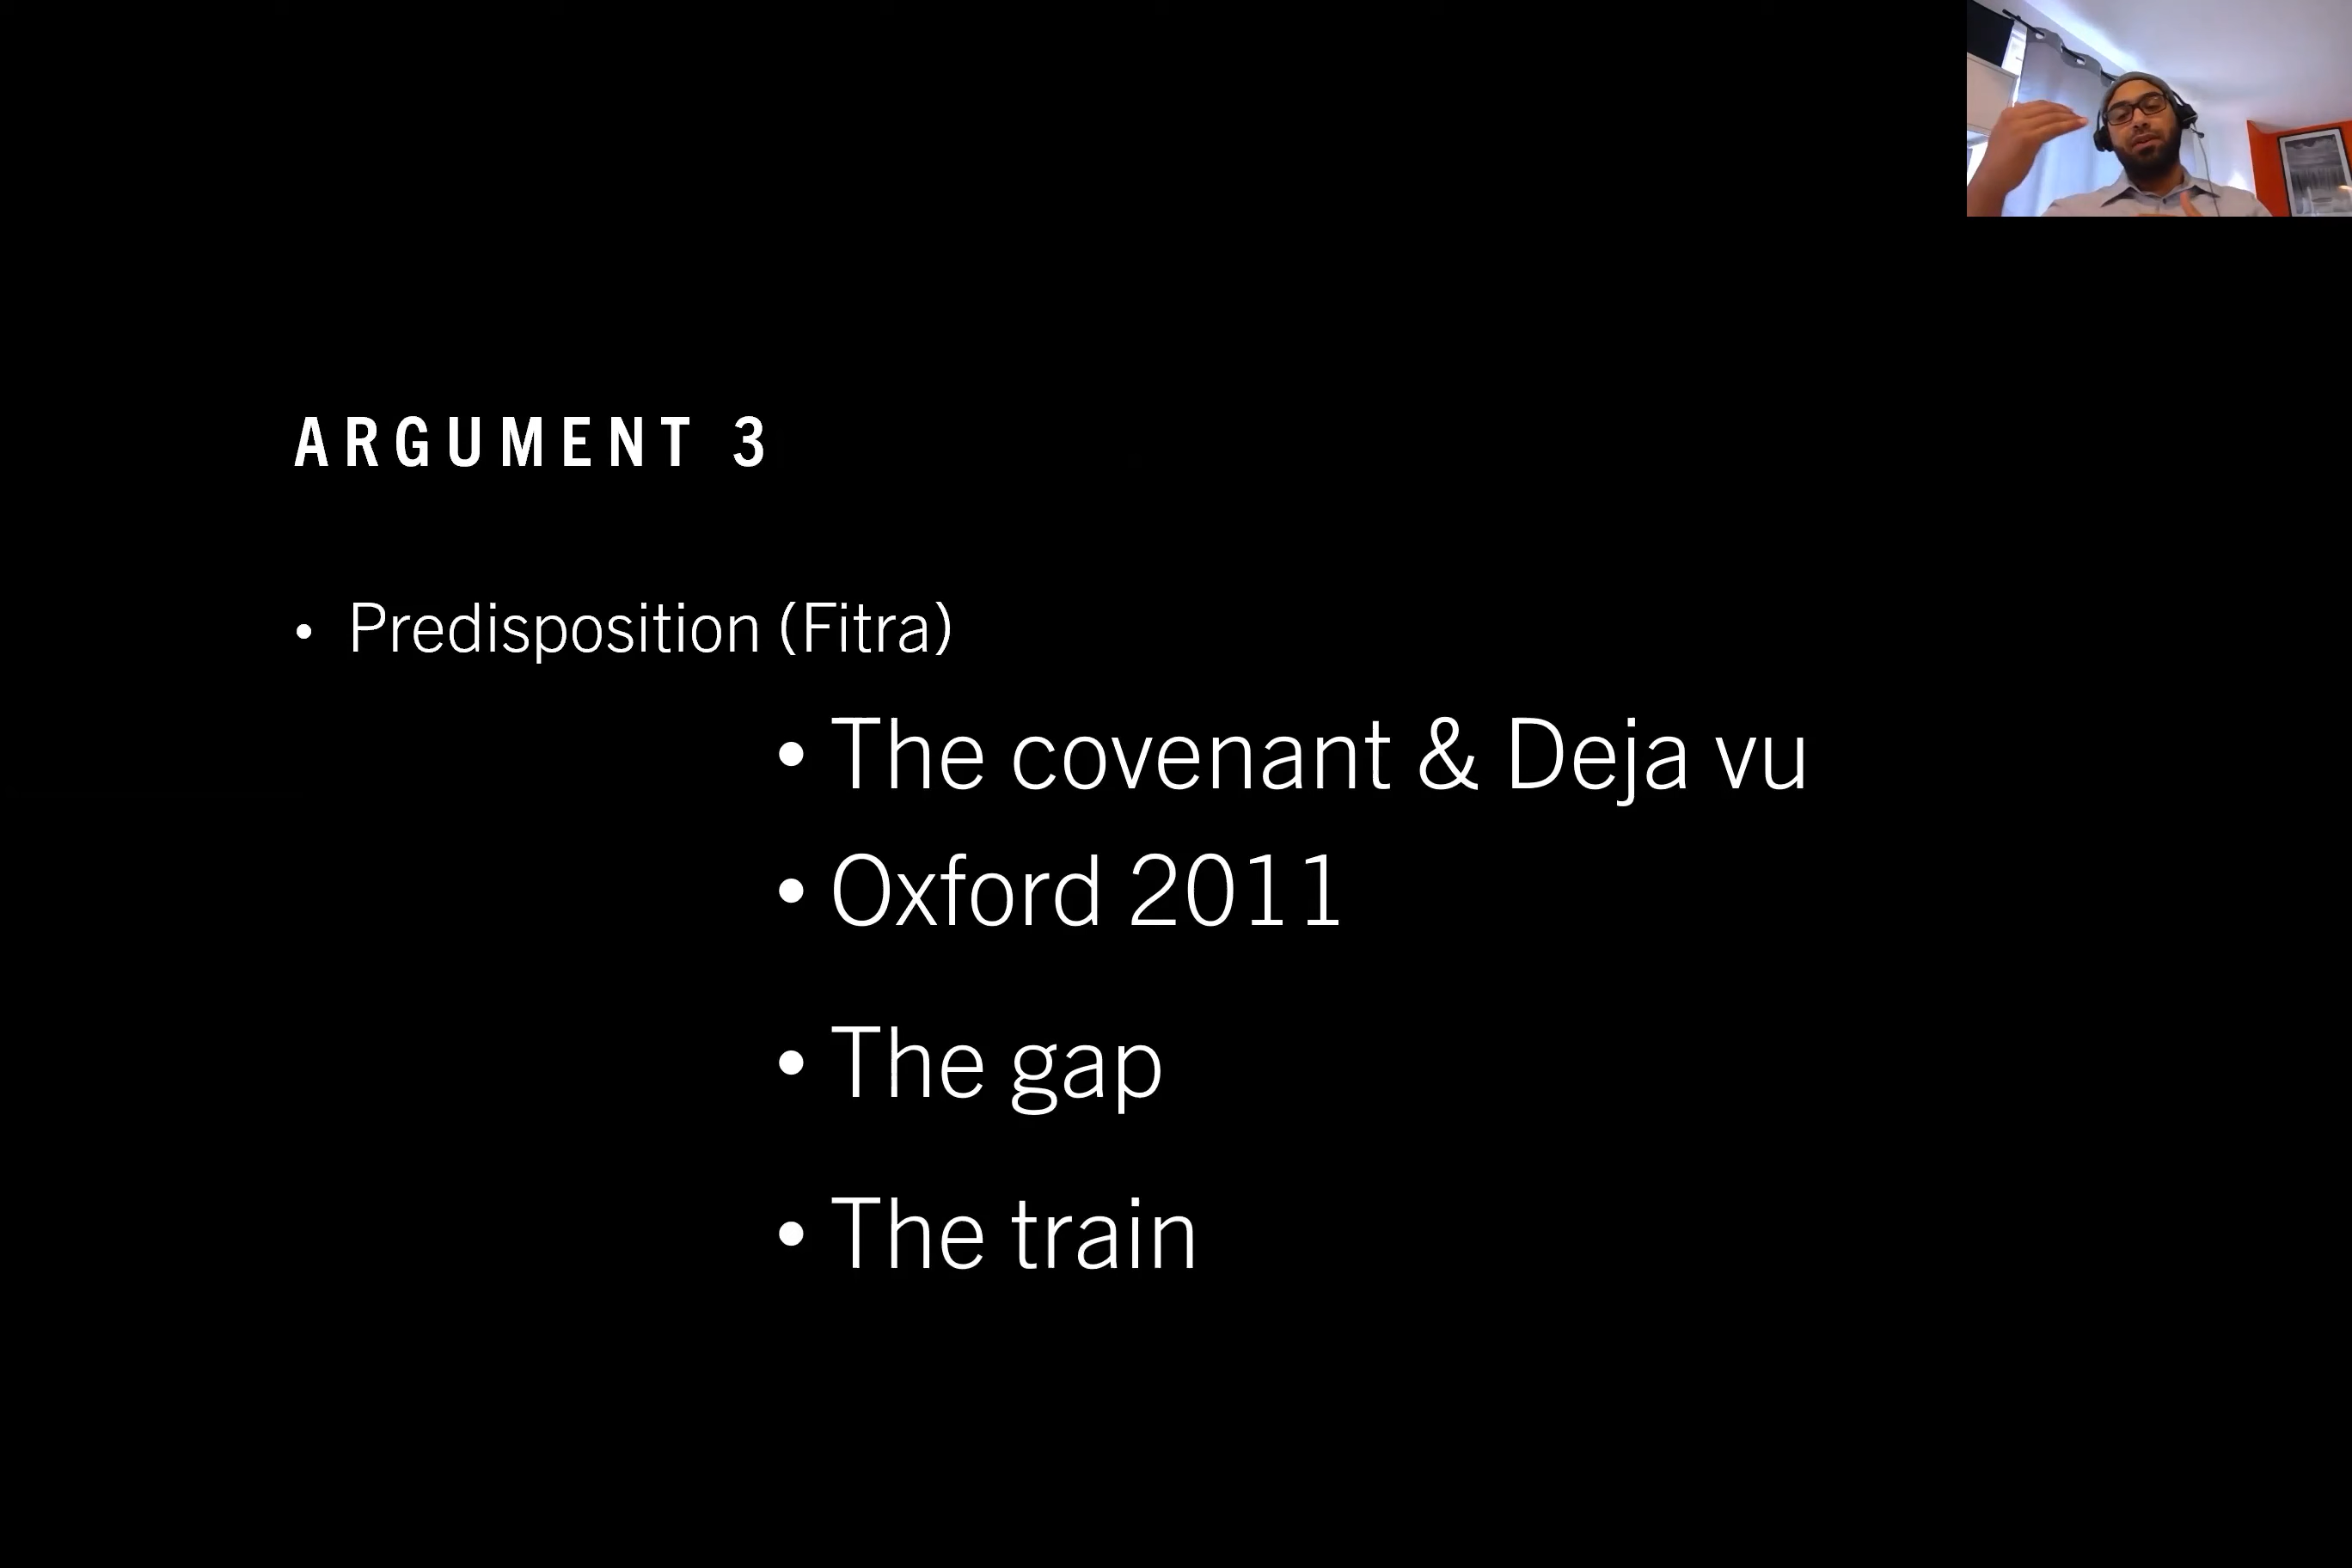 ARGUMENT 3
• Predisposition (Fitra)
• The covenant & Deja vu
• Oxford 2011
• The gap
• The train